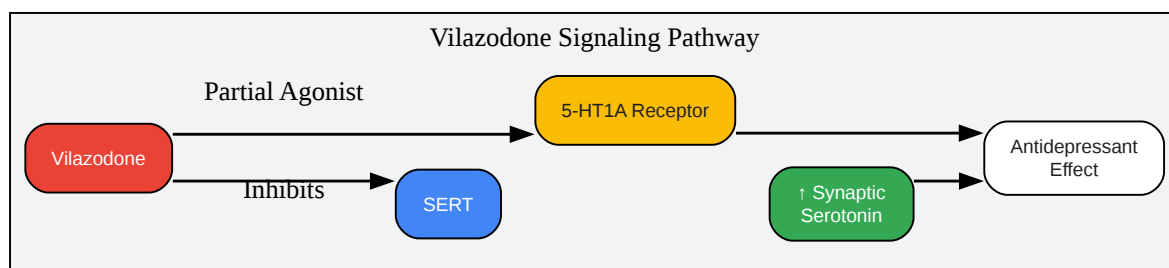 Vilazodone Signaling Pathway
Partial Agonist
5-HT1A Receptor
Vilazodone
Inhibits
SERT
↑ Synaptic
Serotonin
Antidepressant
Effect